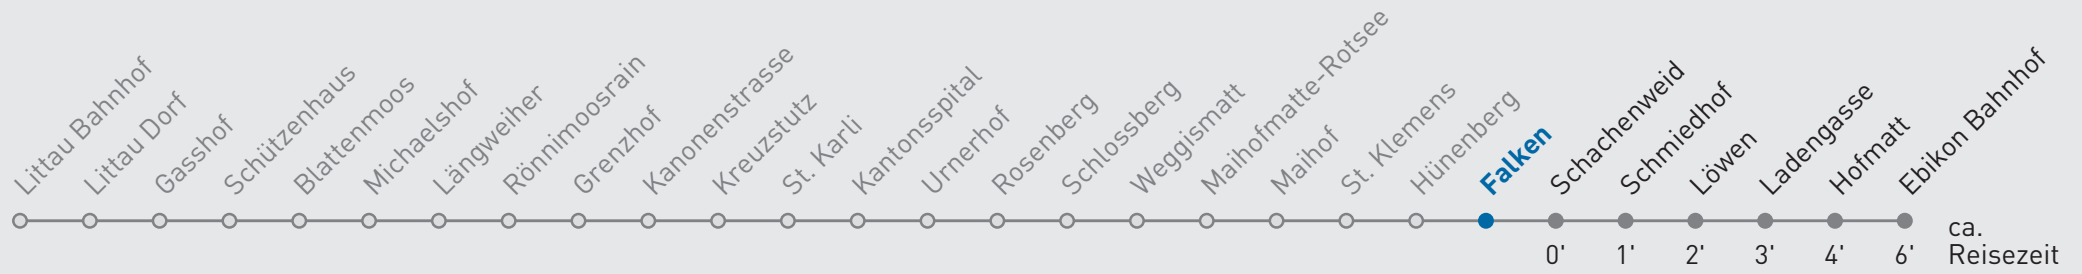 Littau Bahnhof
Littau Dorf
Gasshof
Schützenhaus
Blattenmoos
Michaelshof
Längweiher
Rönnimoosrain
Grenzhof
Kanonenstrasse
Kreuzstutz
St. Karli
Kantonsspital
Urnerhof
Rosenberg
Schlossberg
Weggismatt
Maihofmatte-Rotsee
Maihof
St. Klemens
Hünenberg
Falken
Schachenweid
Schmiedhof
Löwen
Ladengasse
Hofmatt
Ebikon Bahnhof
0' 1' 2' 3' 4' 6'
ca.
Reisezeit